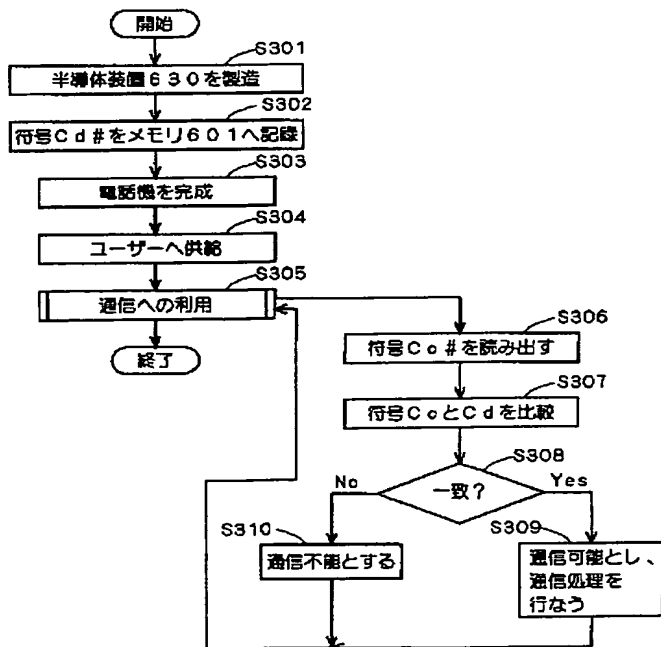 開始
S301
半導体装置630を製造
S302
符号Cd#をメモリ601へ記録
S303
電話機を完成
S304
ユーザーへ供給
S305
通信への利用
終了
S306
符号Co#を読み出す
S307
符号CoとCdを比較
S308
一致?
No
Yes
S310
通信不能とする
S309
通信可能とし、
通信処理を
行なう